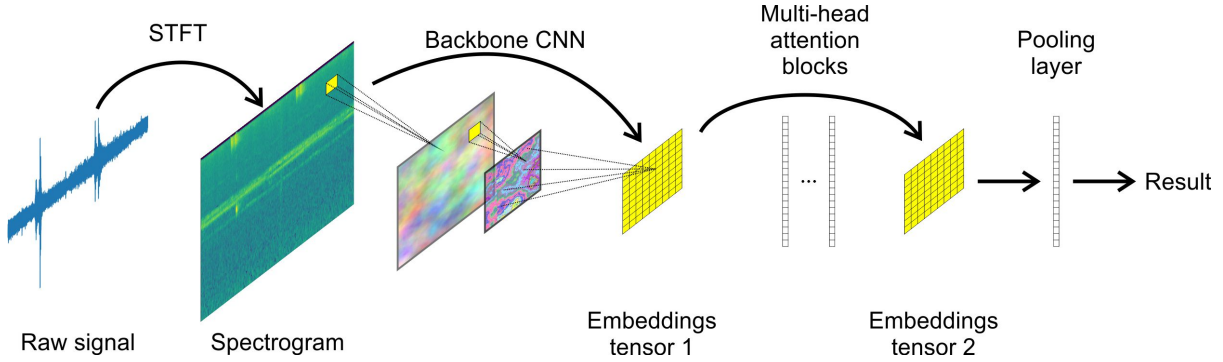 STFT
Backbone CNN
Multi-head
attention
blocks
Pooling
layer
...
Result
Raw signal
Spectrogram
Embeddings
tensor 1
Embeddings
tensor 2